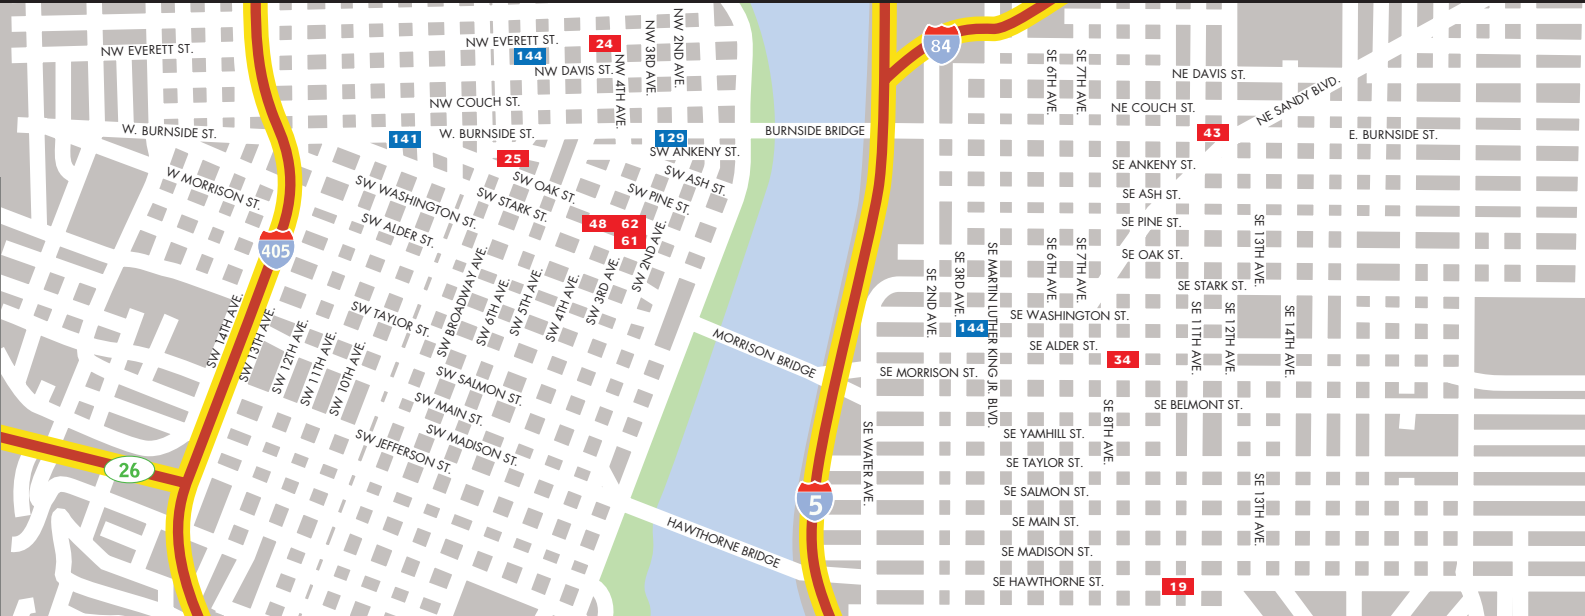 NW EVERETT ST.
NW EVERETT ST.
144
24
NW DAVIS ST.
NW 4TH AVE.
NW 3RD AVE.
NW 2ND AVE.
NW COUCH ST.
W. BURNSIDE ST.
141
W. BURNSIDE ST.
129
SW ANKENY ST.
25
W MORRISON ST.
SW WASHINGTON ST.
SW OAK ST.
SW STARK ST.
SW ASH ST.
SW PINE ST.
SW ALDER ST.
48
62
61
405
SW 14TH AVE.
SW 13TH AVE.
SW 12TH AVE.
SW 11TH AVE.
SW 10TH AVE.
SW TAYLOR ST.
SW BROADWAY AVE.
SW 6TH AVE.
SW 5TH AVE.
SW 4TH AVE.
SW 3RD AVE.
SW 2ND AVE.
SW SALMON ST.
SW MAIN ST.
SW MADISON ST.
SW JEFFERSON ST.
26
BURNSIDE BRIDGE
MORRISON BRIDGE
HAWTHORNE BRIDGE
5
84
SE 6TH AVE.
SE 7TH AVE.
NE DAVIS ST.
NE COUCH ST.
NE SANDY BLVD.
43
E. BURNSIDE ST.
SE ANKENY ST.
SE ASH ST.
SE PINE ST.
SE OAK ST.
SE 13TH AVE.
SE STARK ST.
SE 2ND AVE.
SE 3RD AVE.
SE MARTIN LUTHER KING JR. BLVD.
SE 6TH AVE.
SE 7TH AVE.
SE WASHINGTON ST.
144
SE ALDER ST.
34
SE 11TH AVE.
SE 12TH AVE.
SE 14TH AVE.
SE MORRISON ST.
SE BELMONT ST.
SE 8TH AVE.
SE WATER AVE.
SE YAMHILL ST.
SE TAYLOR ST.
SE SALMON ST.
SE MAIN ST.
SE MADISON ST.
SE 13TH AVE.
SE HAWTHORNE ST.
19